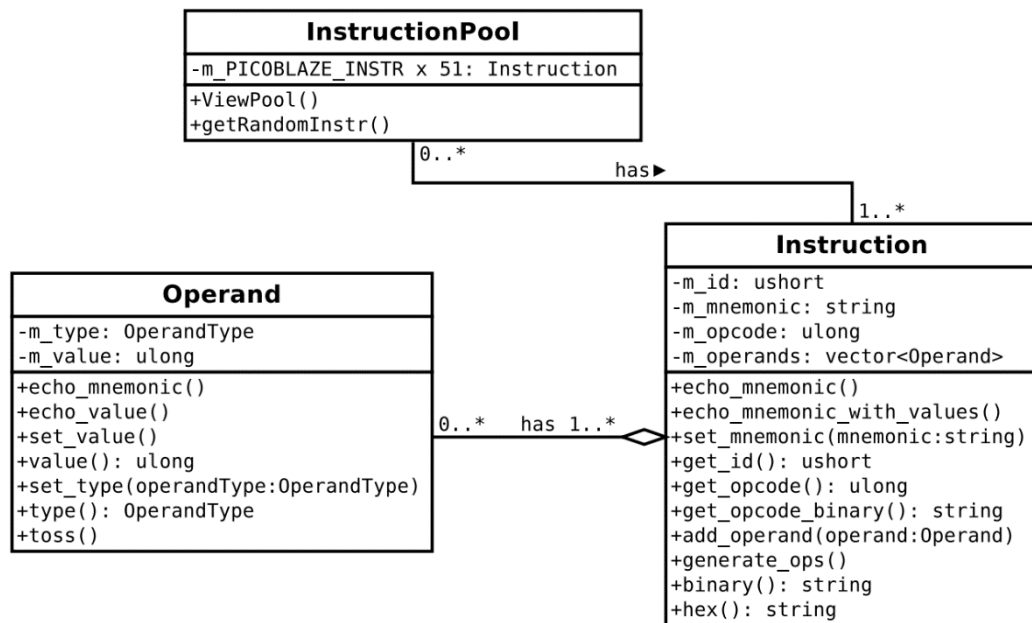 InstructionPool
-m_PICOBLAZE_INSTR x 51: Instruction
+ViewPool()
+getRandomInstr()
0..*
has▶
1..*
Operand
-m_type: OperandType
-m_value: ulong
+echo_mnemonic()
+echo_value()
+set_value()
+value(): ulong
+set_type(operandType:OperandType)
+type(): OperandType
+toss()
0..* has 1..*
Instruction
-m_id: ushort
-m_mnemonic: string
-m_opcode: ulong
-m_operands: vector<Operand>
+echo_mnemonic()
+echo_mnemonic_with_values()
+set_mnemonic(mnemonic:string)
+get_id(): ushort
+get_opcode(): ulong
+get_opcode_binary(): string
+add_operand(operand:Operand)
+generate_ops()
+binary(): string
+hex(): string